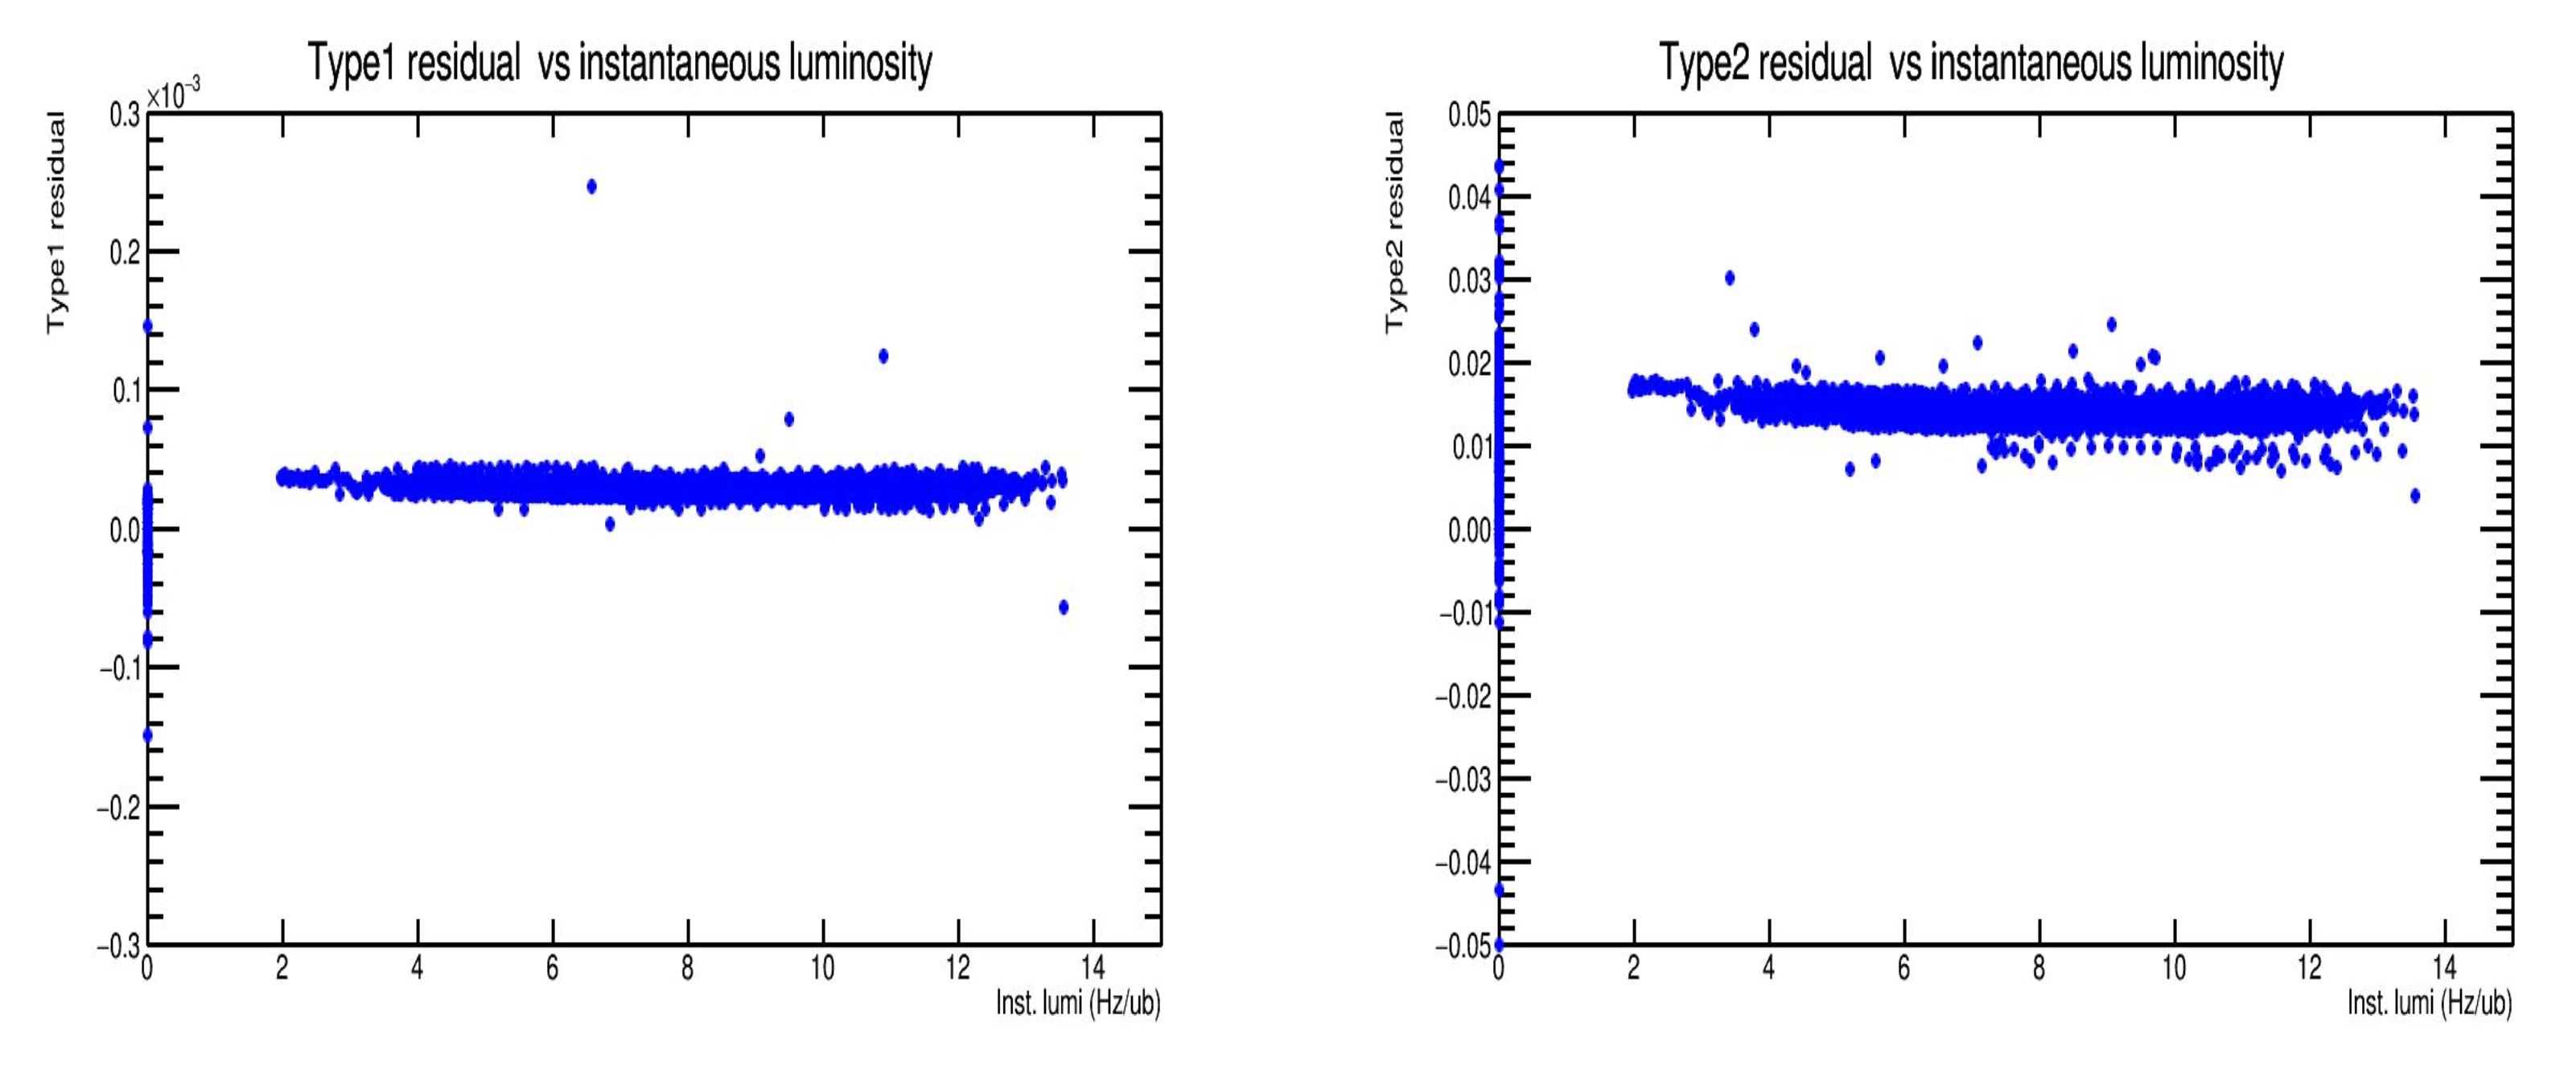 Type1 residual vs instantaneous luminosity
×10⁻³
Type1 residual
0.3
0.2
0.1
0.0
−0.1
−0.2
−0.3
0 2 4 6 8 10 12 14
Inst. lumi (Hz/ub)
Type2 residual vs instantaneous luminosity
Type2 residual
0.05
0.04
0.03
0.02
0.01
0.00
−0.01
−0.02
−0.03
−0.04
−0.05
0 2 4 6 8 10 12 14
Inst. lumi (Hz/ub)